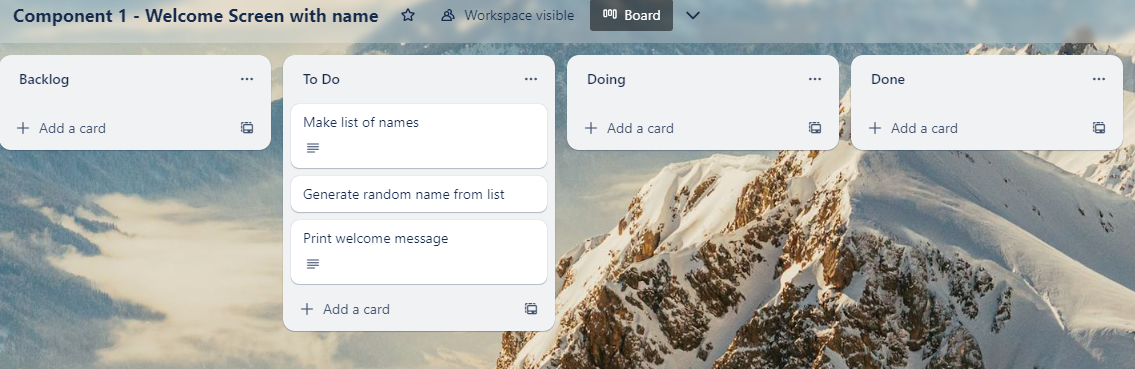 Component 1 - Welcome Screen with name
Workspace visible
Board
Backlog
Add a card
To Do
Make list of names
Generate random name from list
Print welcome message
Add a card
Doing
Add a card
Done
Add a card